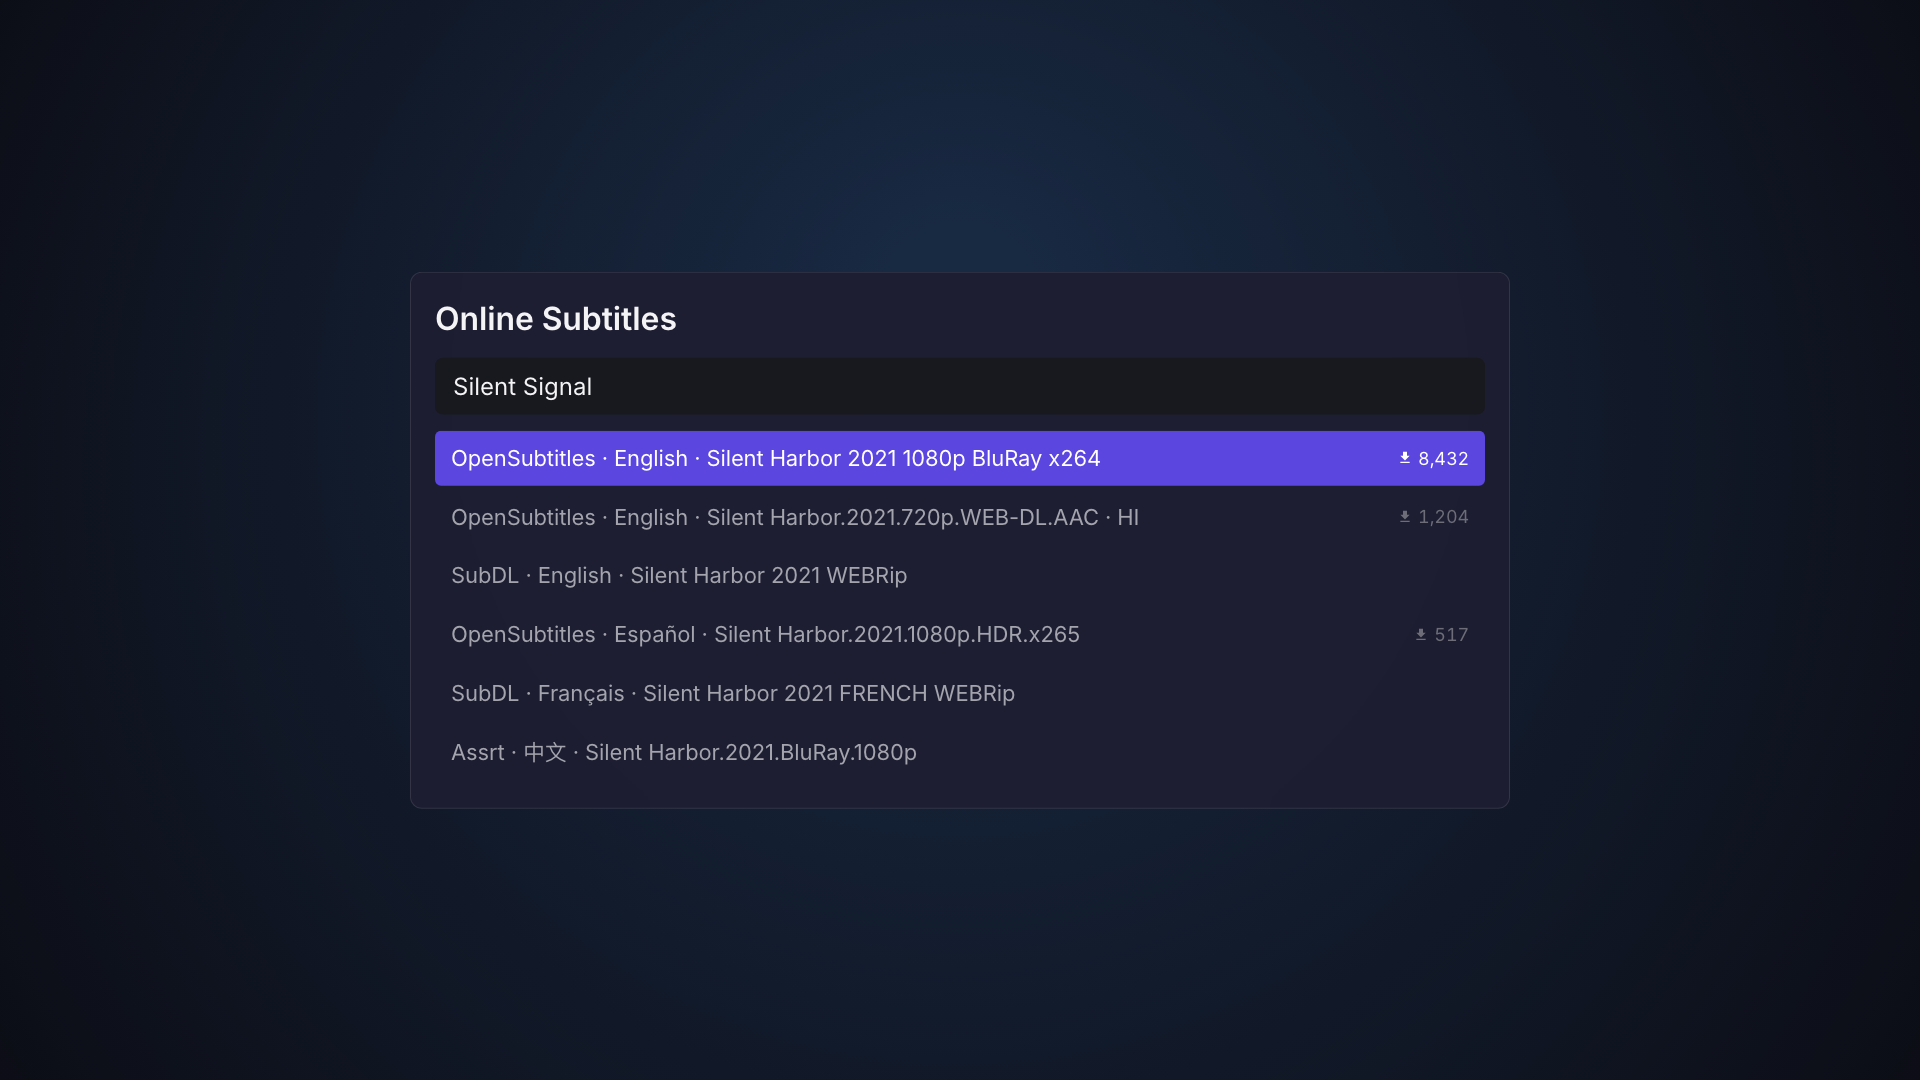 Online Subtitles
Silent Signal
OpenSubtitles · English · Silent Harbor 2021 1080p BluRay x264 8,432
OpenSubtitles · English · Silent Harbor.2021.720p.WEB-DL.AAC · HI 1,204
SubDL · English · Silent Harbor 2021 WEBRip
OpenSubtitles · Español · Silent Harbor.2021.1080p.HDR.x265 517
SubDL · Français · Silent Harbor 2021 FRENCH WEBRip
Assrt · 中文 · Silent Harbor.2021.BluRay.1080p